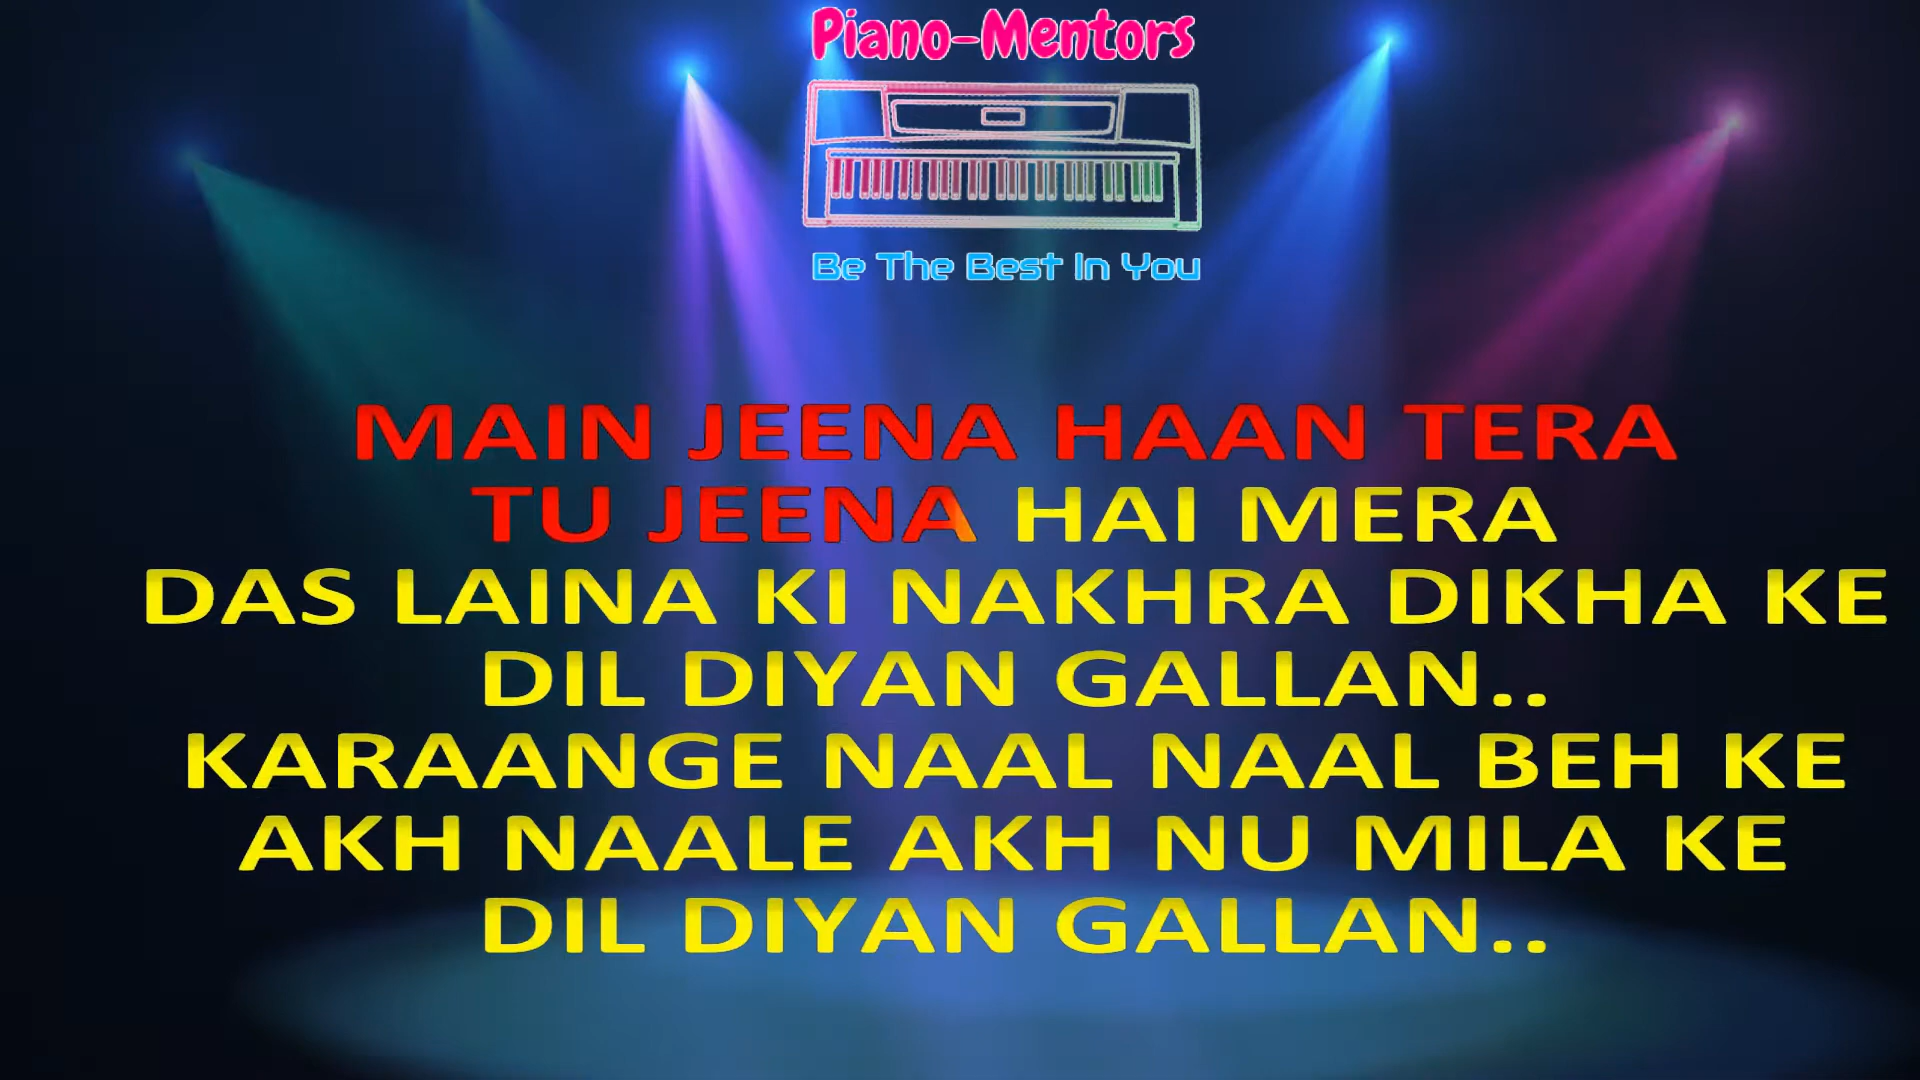 Piano-Mentors
Be The Best In You
MAIN JEENA HAAN TERA
TU JEENA HAI MERA
DAS LAINA KI NAKHRA DIKHA KE
DIL DIYAN GALLAN..
KARAANGE NAAL NAAL BEH KE
AKH NAALE AKH NU MILA KE
DIL DIYAN GALLAN..